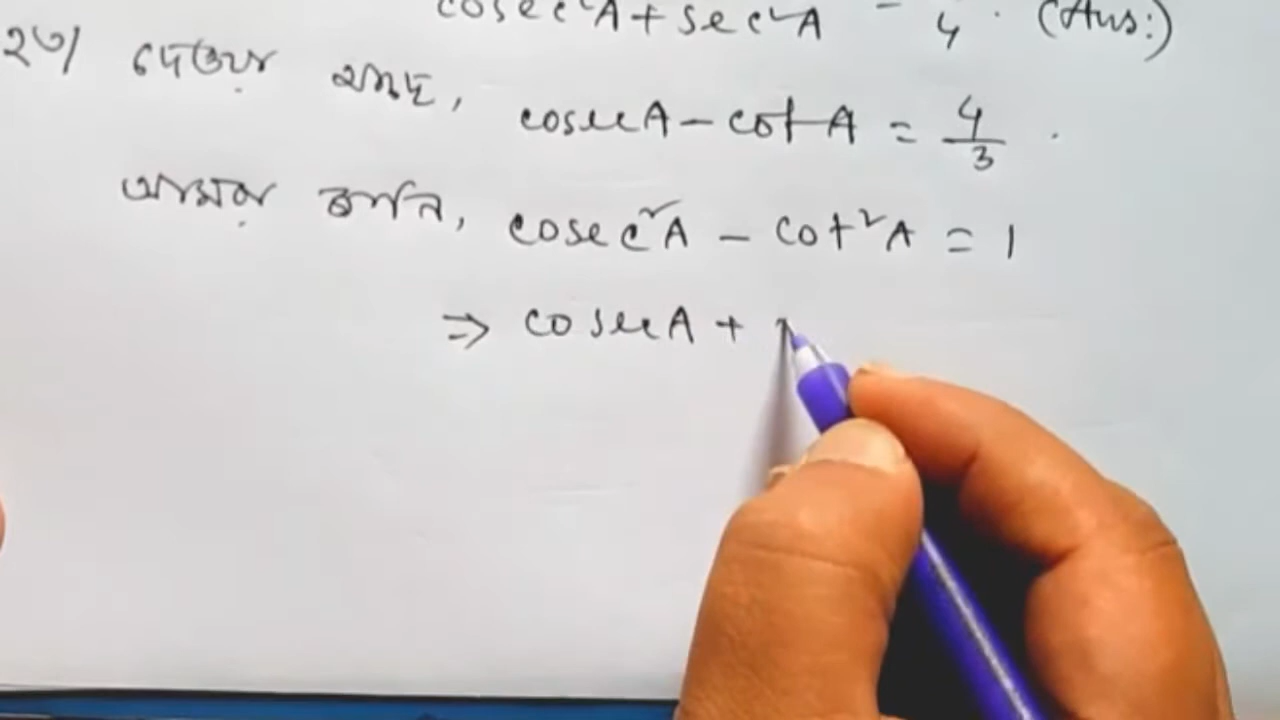 cosec²A + sec²A = /4 . (Ans:)
২৩/ দেওয়া আছে, cosecA - cotA = 4/3 .
আমরা জানি, cosec²A - cot²A = 1
⇒ cosecA +